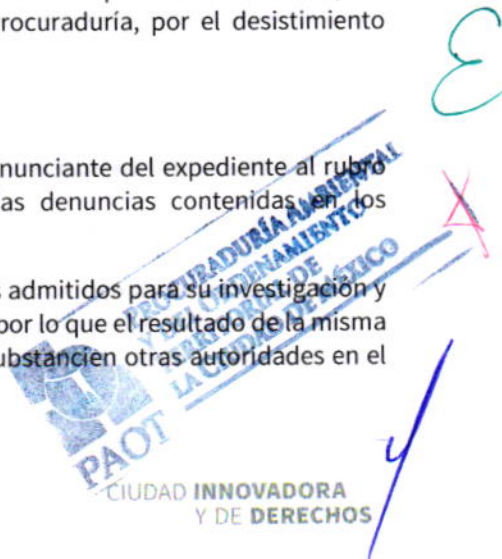 rocuraduría, por el desistimiento
nunciante del expediente al rubro
as denuncias contenidas en los
s admitidos para su investigación y
por lo que el resultado de la misma
ubstancien otras autoridades en el
PROCURADURÍA AMBIENTAL
Y DEL ORDENAMIENTO
TERRITORIAL DE
LA CIUDAD DE MÉXICO
PAOT
CIUDAD INNOVADORA
Y DE DERECHOS